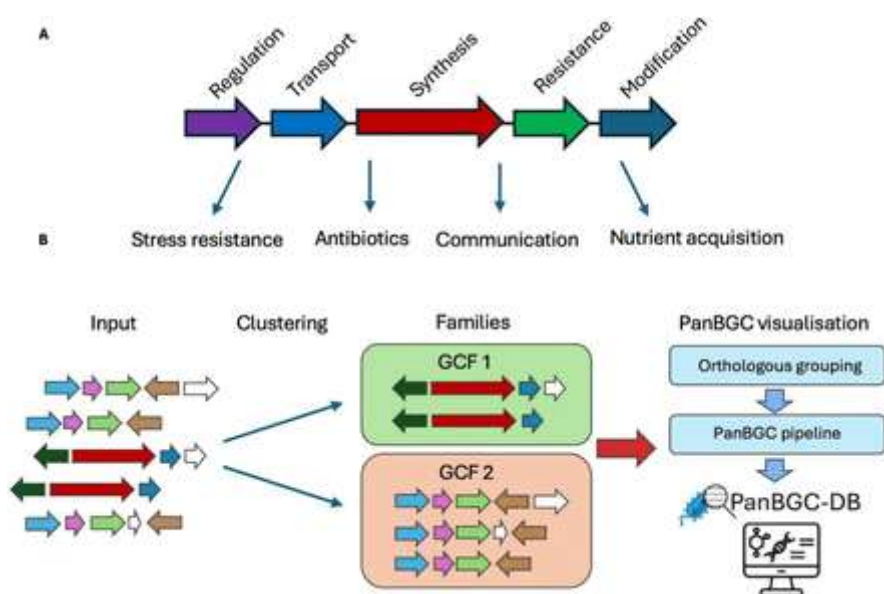 A
Regulation
Transport
Synthesis
Resistance
Modification
B
Stress resistance
Antibiotics
Communication
Nutrient acquisition
Input
Clustering
Families
PanBGC visualisation
GCF 1
Orthologous grouping
PanBGC pipeline
GCF 2
PanBGC-DB